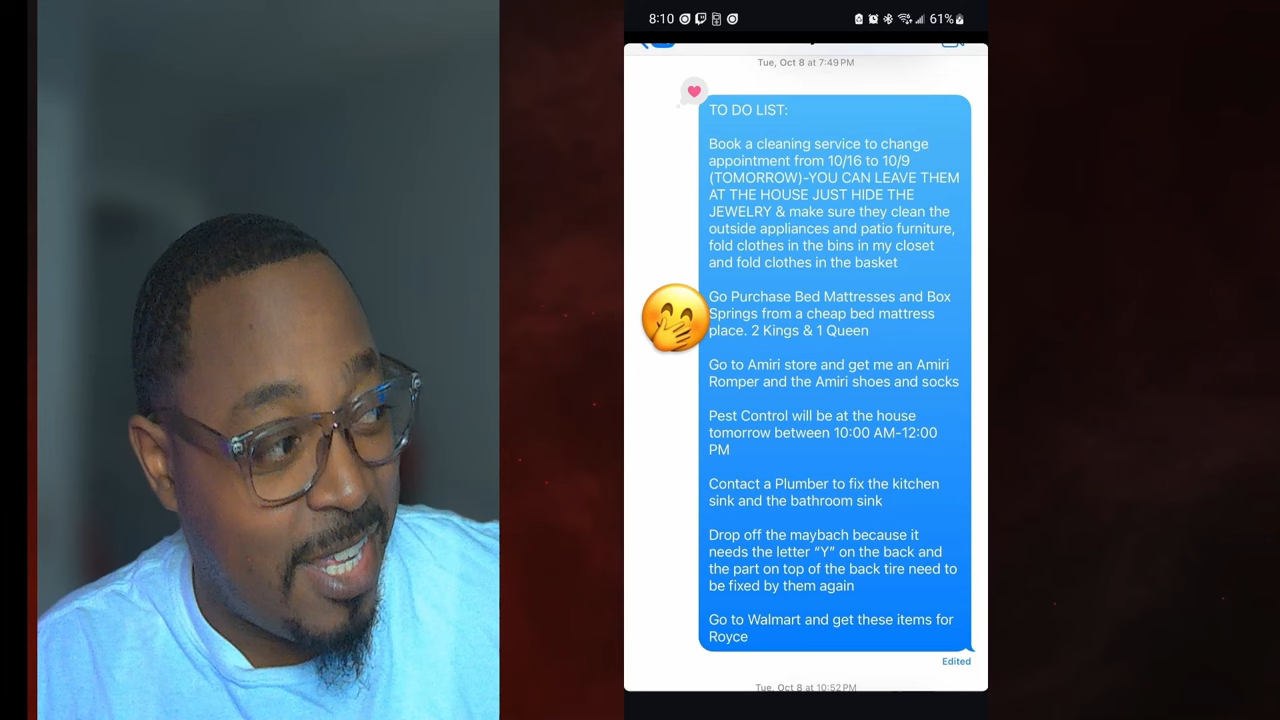 8:10
61%
Tue, Oct 8 at 7:49 PM
TO DO LIST:
Book a cleaning service to change
appointment from 10/16 to 10/9
(TOMORROW)-YOU CAN LEAVE THEM
AT THE HOUSE JUST HIDE THE
JEWELRY & make sure they clean the
outside appliances and patio furniture,
fold clothes in the bins in my closet
and fold clothes in the basket
Go Purchase Bed Mattresses and Box
Springs from a cheap bed mattress
place. 2 Kings & 1 Queen
Go to Amiri store and get me an Amiri
Romper and the Amiri shoes and socks
Pest Control will be at the house
tomorrow between 10:00 AM-12:00
PM
Contact a Plumber to fix the kitchen
sink and the bathroom sink
Drop off the maybach because it
needs the letter “Y” on the back and
the part on top of the back tire need to
be fixed by them again
Go to Walmart and get these items for
Royce
Edited
Tue, Oct 8 at 10:52 PM